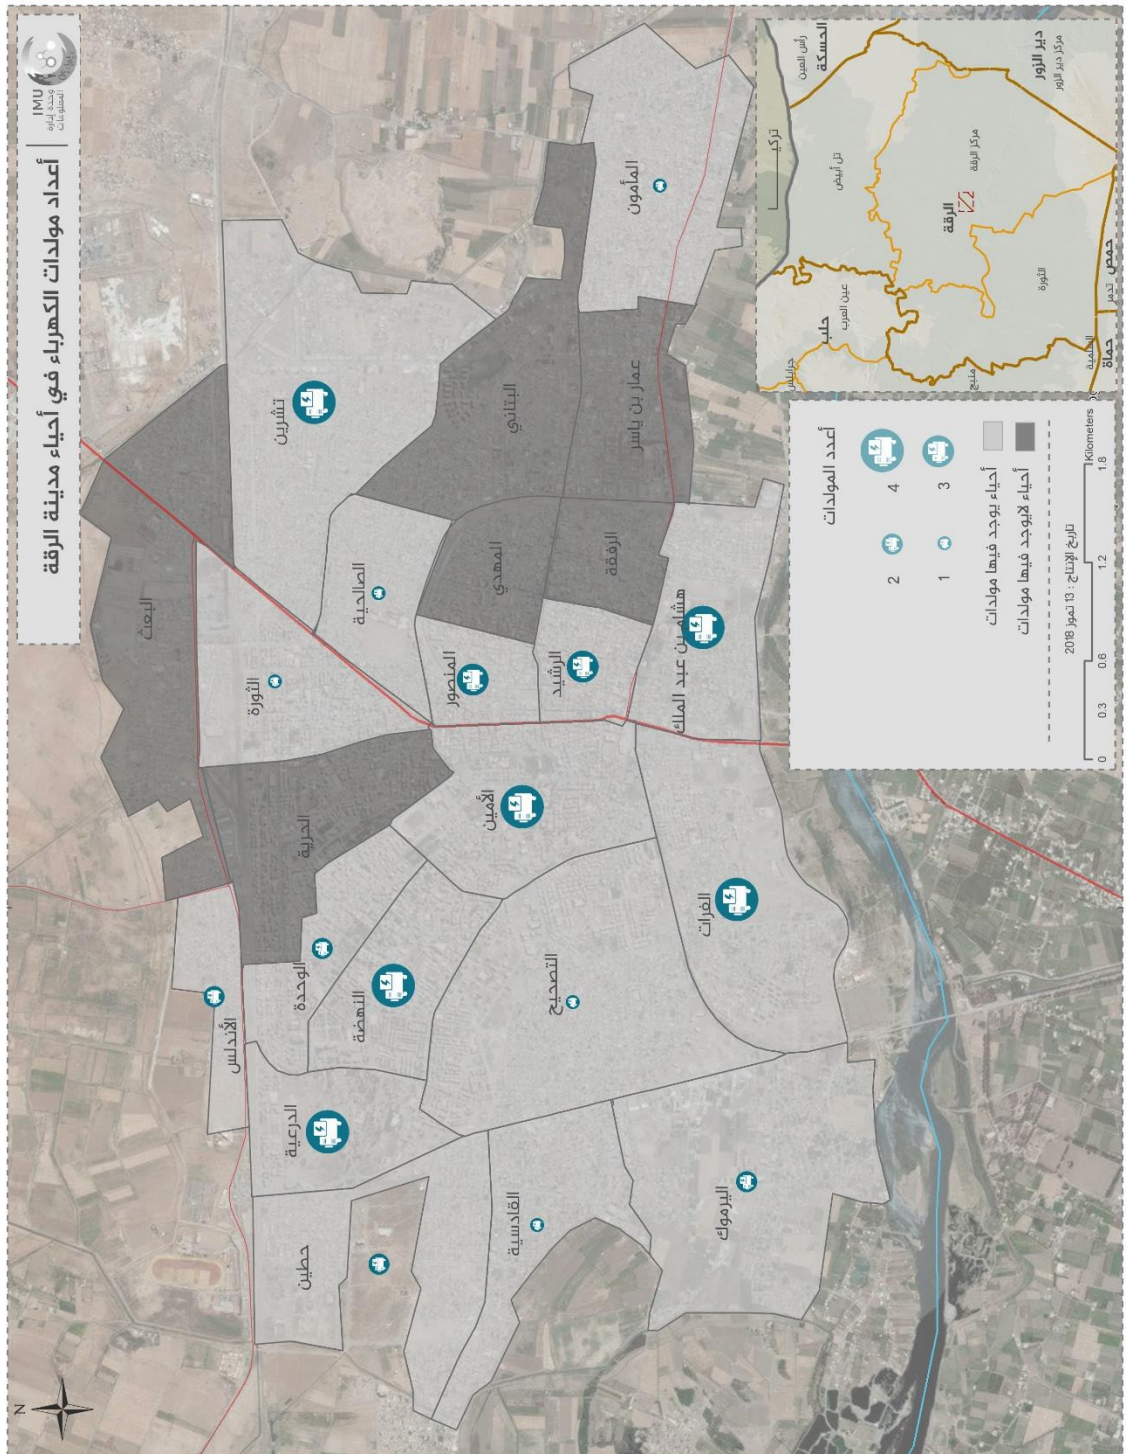 أعداد مولدات الكهرباء في أحياء مدينة الرقة
IMU
وحدة إدارة
المعلومات
N
البعث
تشرين
المأمون
البتاني
عمار بن ياسر
الصالحية
المهدي
الرفقة
الثورة
المنصور
الرشيد
هشام بن عبد الملك
الحرية
الأمين
الفرات
الوحدة
النهضة
التصحيح
الأندلس
الدرعية
حطين
القادسية
اليرموك
تركيا
رأس العين
الحسكة
تل أبيض
عين العرب
حلب
جرابلس
منبج
الرقة
مركز الرقة
الثورة
دير الزور
مركز دير الزور
السلمية
حماة
تدمر
حمص
أعدد المولدات
2
4
1
3
أحياء يوجد فيها مولدات
أحياء لايوجد فيها مولدات
تاريخ الإنتاج : 13 تموز 2018
0 0.3 0.6 1.2 1.8
Kilometers